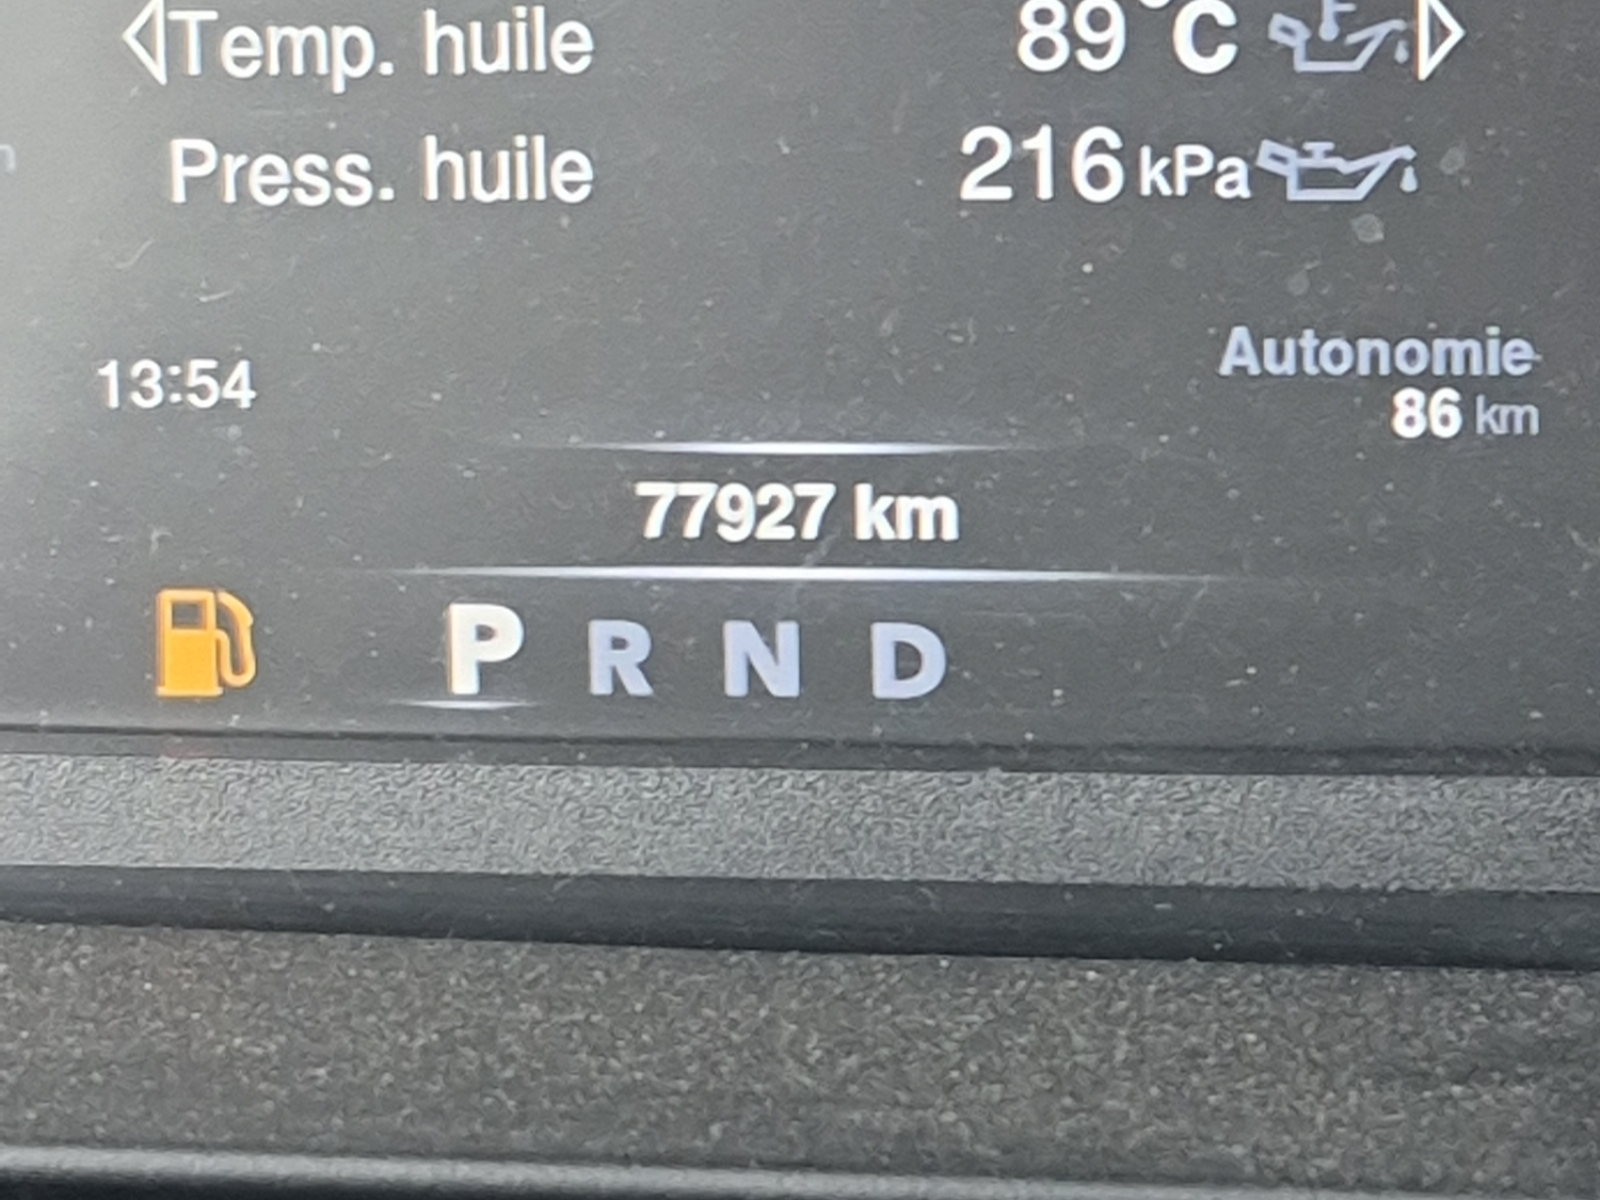 Temp. huile 89 °C
Press. huile 216 kPa
13:54
Autonomie
86 km
77927 km
P R N D